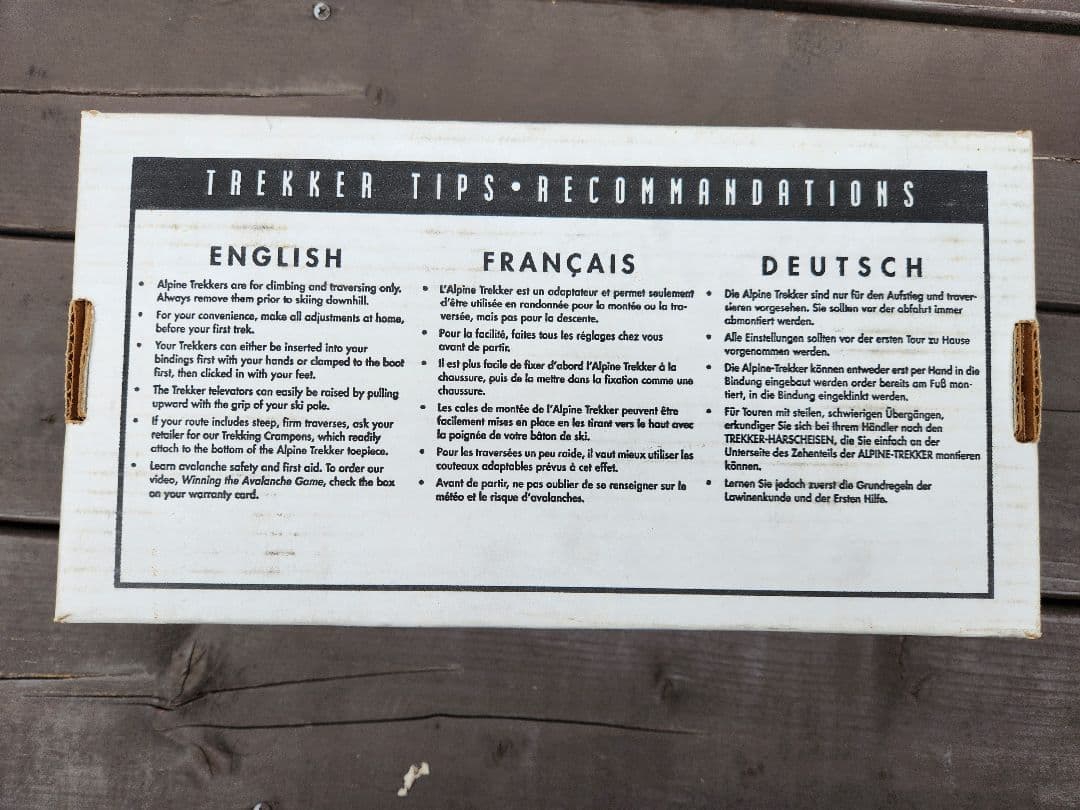 TREKKER TIPS • RECOMMANDATIONS
ENGLISH
• Alpine Trekkers are for climbing and traversing only.
Always remove them prior to skiing downhill.
• For your convenience, make all adjustments at home,
before your first trek.
• Your Trekkers can either be inserted into your
bindings first with your hands or clamped to the boot
first, then clicked in with your feet.
• The Trekker televators can easily be raised by pulling
upward with the grip of your ski pole.
• If your route includes steep, firm traverses, ask your
retailer for our Trekking Crampons, which readily
attach to the bottom of the Alpine Trekker toepiece.
• Learn avalanche safety and first aid. To order our
video, Winning the Avalanche Game, check the box
on your warranty card.
FRANÇAIS
• L'Alpine Trekker est un adaptateur et permet seulement
d'être utilisée en randonnée pour la montée ou la tra-
versée, mais pas pour la descente.
• Pour la facilité, faites tous les réglages chez vous
avant de partir.
• Il est plus facile de fixer d'abord l'Alpine Trekker à la
chaussure, puis de la mettre dans la fixation comme une
chaussure.
• Les cales de montée de l'Alpine Trekker peuvent être
facilement mises en place en les tirant vers le haut avec
la poignée de votre bâton de ski.
• Pour les traversées un peu raide, il vaut mieux utiliser les
couteaux adaptables prévus à cet effet.
• Avant de partir, ne pas oublier de se renseigner sur le
météo et le risque d'avalanches.
DEUTSCH
• Die Alpine Trekker sind nur für den Aufstieg und traver-
sieren vorgesehen. Sie sollten vor der abfahrt immer
abmontiert werden.
• Alle Einstellungen sollten vor der ersten Tour zu Hause
vorgenommen werden.
• Die Alpine-Trekker können entweder erst per Hand in die
Bindung eingebaut werden order bereits am Fuß mon-
tiert, in die Bindung eingeklinkt werden.
• Für Touren mit steilen, schwierigen Übergängen,
erkundiger Sie sich bei Ihrem Händler nach den
TREKKER-HARSCHEISEN, die Sie einfach an der
Unterseite des Zehenteils der ALPINE-TREKKER montieren
können.
• Lernen Sie jedoch zuerst die Grundregeln der
Lawinenkunde und der Ersten Hilfe.